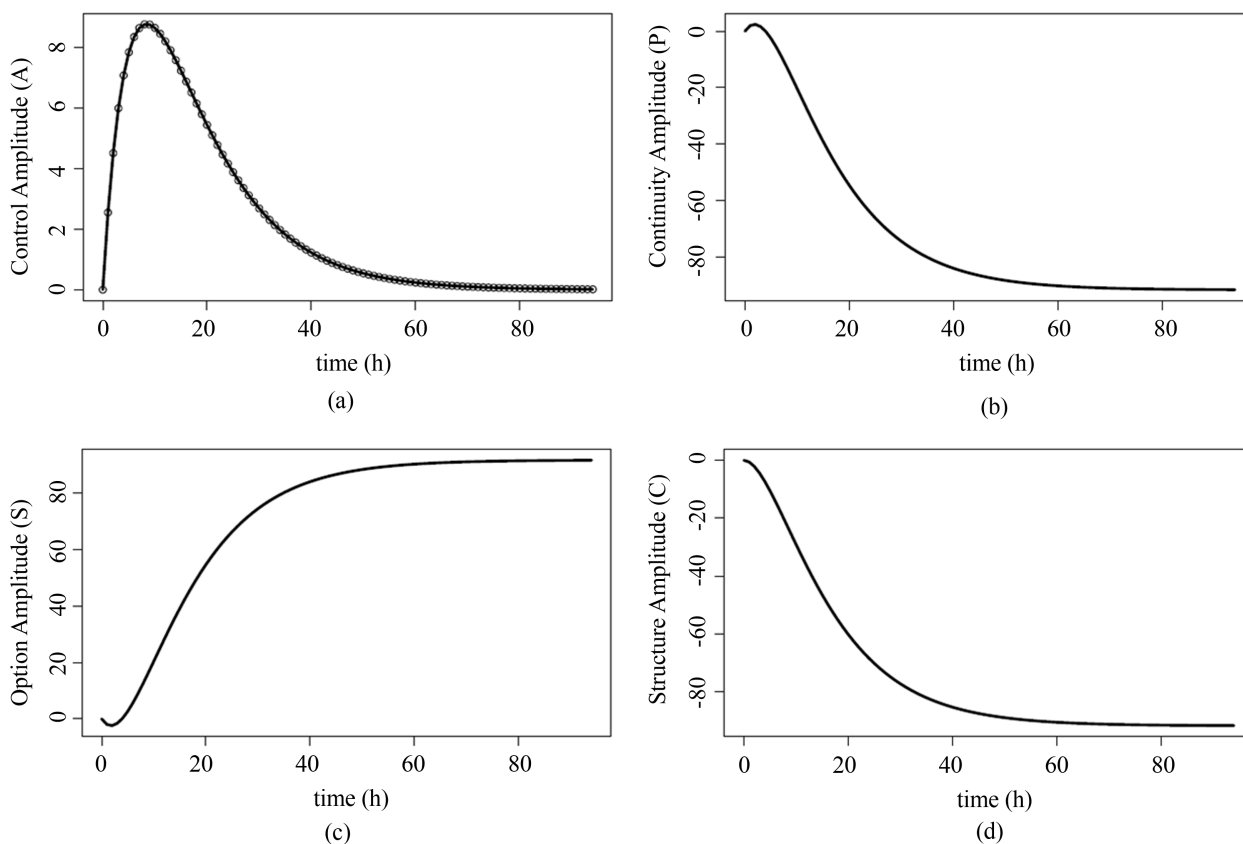 Control Amplitude (A)
8
6
4
2
0
0 20 40 60 80
time (h)
(a)
Continuity Amplitude (P)
0
-20
-40
-60
-80
0 20 40 60 80
time (h)
(b)
Option Amplitude (S)
80
60
40
20
0
0 20 40 60 80
time (h)
(c)
Structure Amplitude (C)
0
-20
-40
-60
-80
0 20 40 60 80
time (h)
(d)